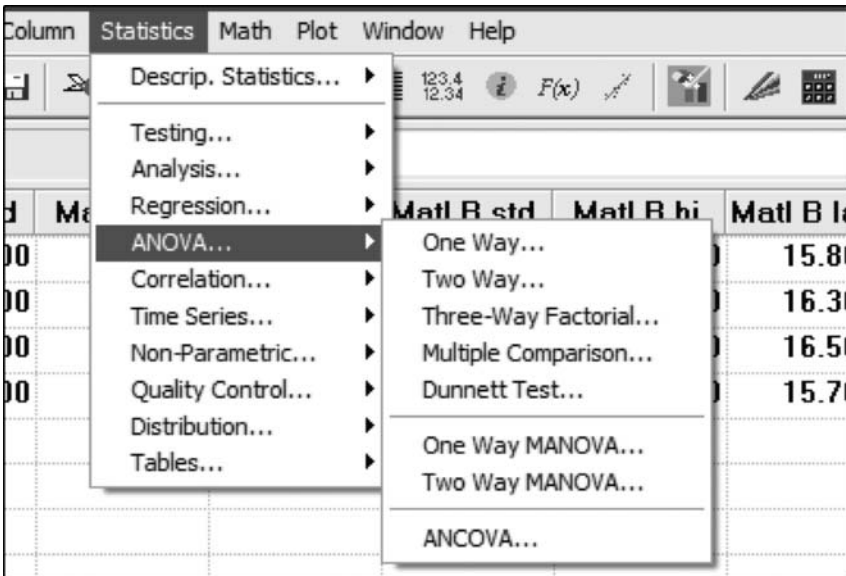 Column Statistics Math Plot Window Help
Descrip. Statistics...
123.4
12.34
i F(x)
Testing...
Analysis...
Regression...
Matl B std Matl B hi Matl B
ANOVA...
One Way...
15.8
Correlation...
Two Way...
16.3
Time Series...
Three-Way Factorial...
Non-Parametric...
Multiple Comparison...
16.5
Quality Control...
Dunnett Test...
15.7
Distribution...
One Way MANOVA...
Tables...
Two Way MANOVA...
ANCOVA...